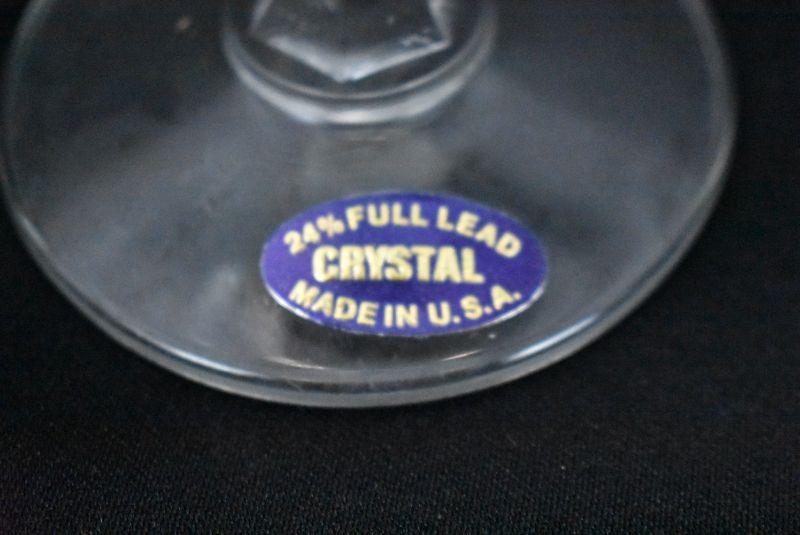 24% FULL LEAD
CRYSTAL
MADE IN U.S.A.